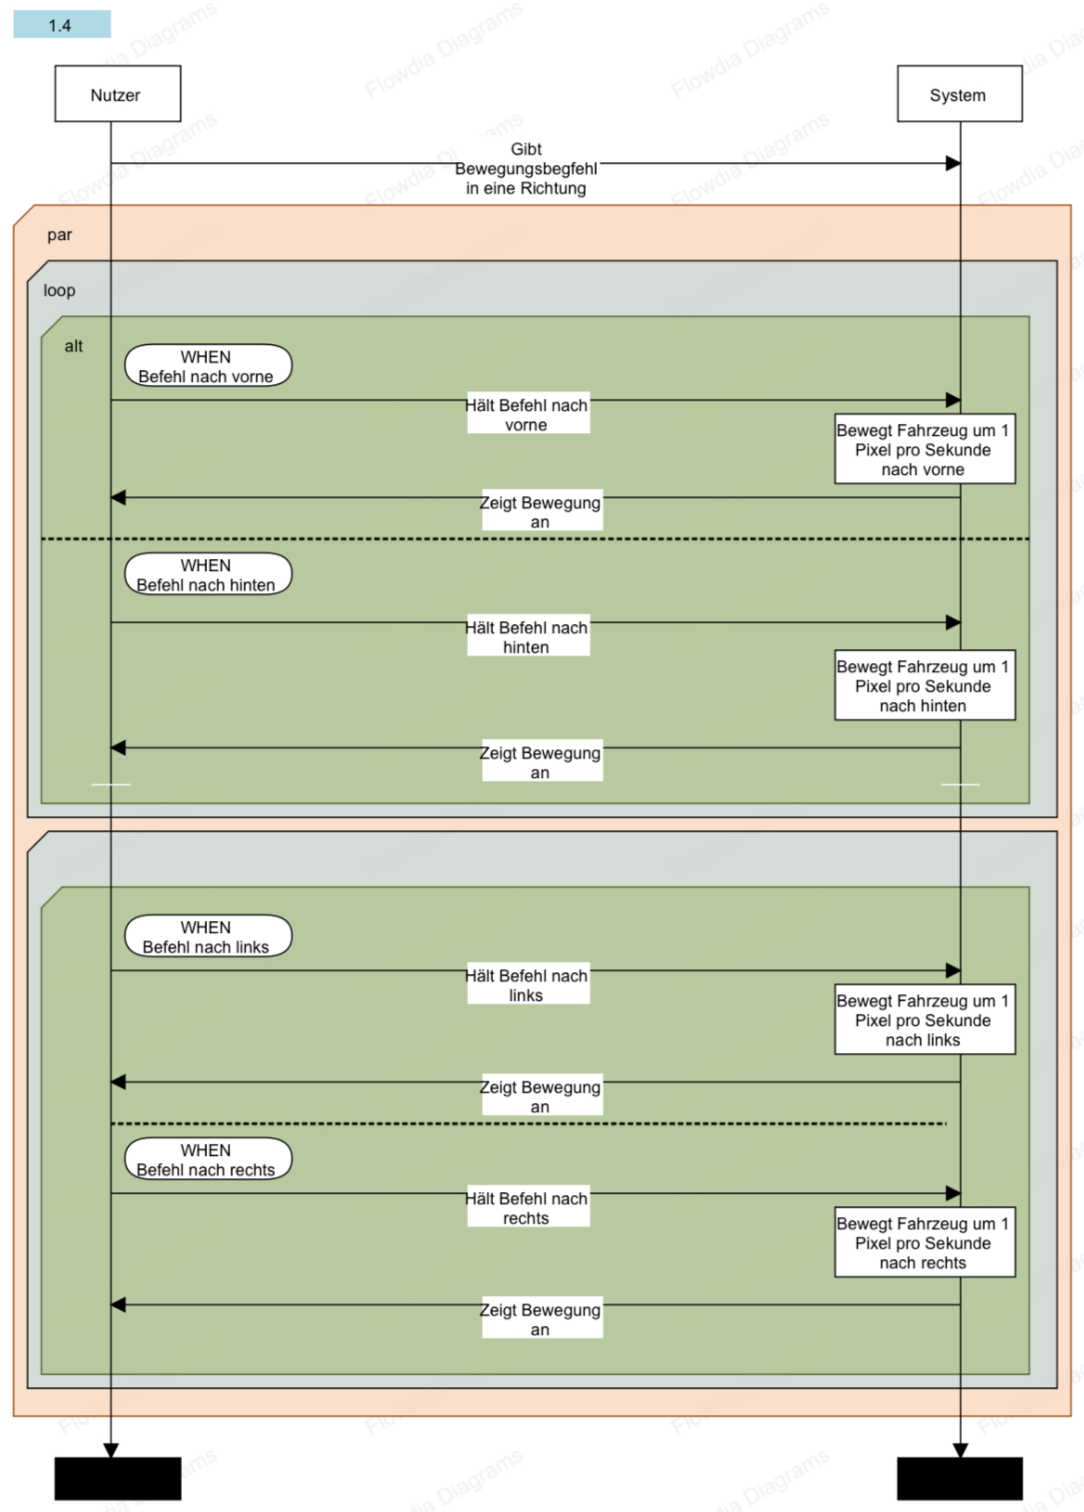 1.4
Nutzer
System
Gibt
Bewegungsbegfehl
in eine Richtung
par
loop
alt
WHEN
Befehl nach vorne
Hält Befehl nach
vorne
Bewegt Fahrzeug um 1
Pixel pro Sekunde
nach vorne
Zeigt Bewegung
an
WHEN
Befehl nach hinten
Hält Befehl nach
hinten
Bewegt Fahrzeug um 1
Pixel pro Sekunde
nach hinten
Zeigt Bewegung
an
WHEN
Befehl nach links
Hält Befehl nach
links
Bewegt Fahrzeug um 1
Pixel pro Sekunde
nach links
Zeigt Bewegung
an
WHEN
Befehl nach rechts
Hält Befehl nach
rechts
Bewegt Fahrzeug um 1
Pixel pro Sekunde
nach rechts
Zeigt Bewegung
an
Flowdia Diagrams